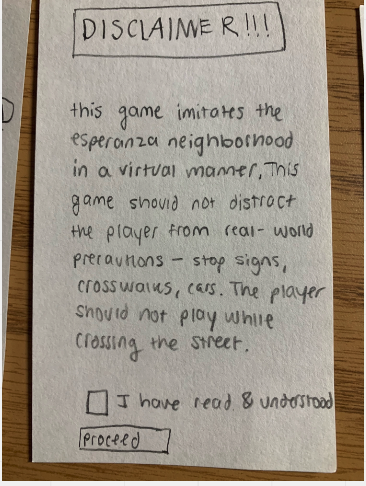 DISCLAIMER!!!
this game imitates the
esperanza neighborhood
in a virtual manner. This
game should not distract
the player from real-world
precautions - stop signs,
crosswalks, cars. The player
should not play while
crossing the street.
I have read & understood
proceed